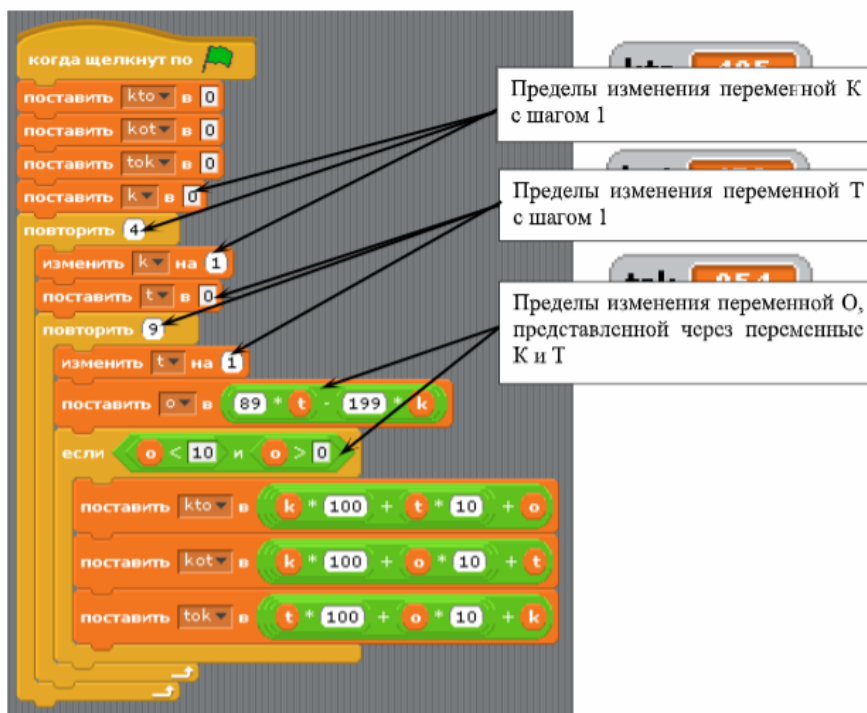 когда щелкнут по
поставить kto в 0
поставить kot в 0
поставить tok в 0
поставить k в 0
повторить 4
изменить k на 1
поставить t в 0
повторить 9
изменить t на 1
поставить o в 89 * t - 199 * k
если o < 10 и o > 0
поставить kto в k * 100 + t * 10 + o
поставить kot в k * 100 + o * 10 + t
поставить tok в t * 100 + o * 10 + k
Пределы изменения переменной К
с шагом 1
Пределы изменения переменной Т
с шагом 1
Пределы изменения переменной О,
представленной через переменные
К и Т